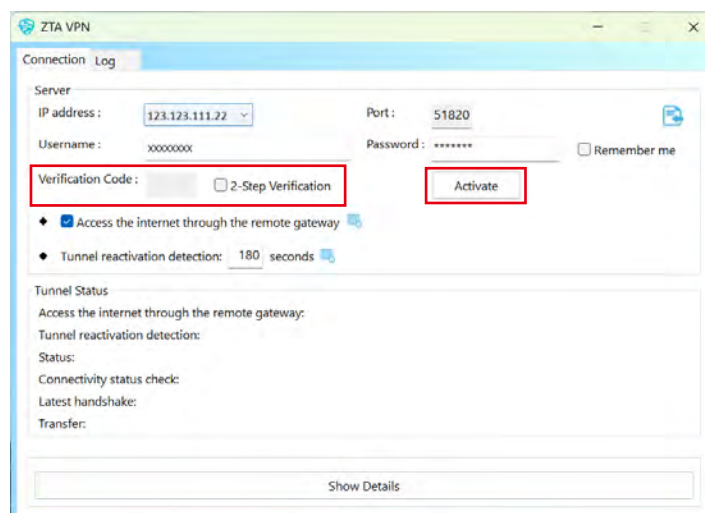 ZTA VPN
Connection Log
Server
IP address : 123.123.111.22 Port : 51820
Username : xxxxxxxx Password : ******* Remember me
Verification Code : 2-Step Verification Activate
Access the internet through the remote gateway
Tunnel reactivation detection: 180 seconds
Tunnel Status
Access the internet through the remote gateway:
Tunnel reactivation detection:
Status:
Connectivity status check:
Latest handshake:
Transfer:
Show Details